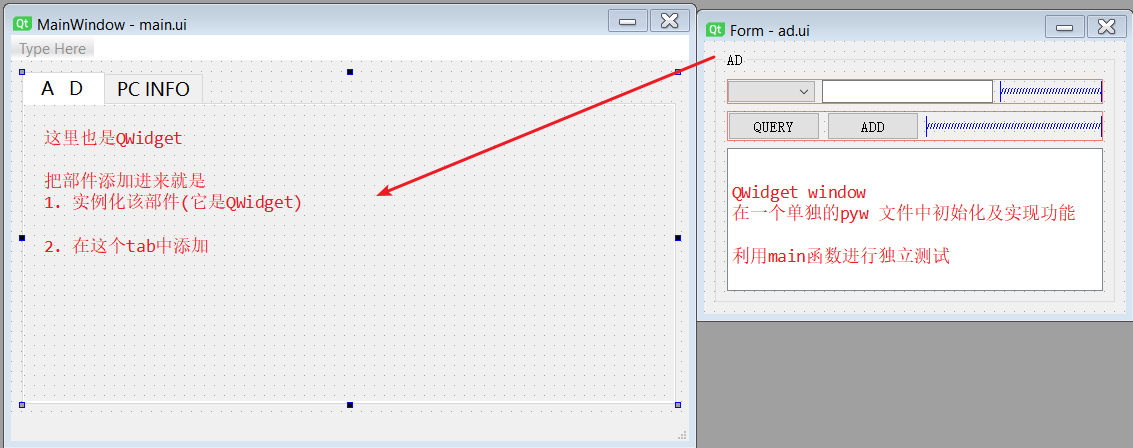 Qt MainWindow - main.ui
Type Here
A D
PC INFO
这里也是QWidget
把部件添加进来就是
1. 实例化该部件(它是QWidget)
2. 在这个tab中添加
Qt Form - ad.ui
AD
QUERY
ADD
QWidget window
在一个单独的pyw 文件中初始化及实现功能
利用main函数进行独立测试